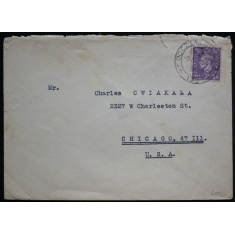 Mr. Charles CWIAKALA
2327 W Charleston St.
CHICAGO, 47 Ill.
U. S. A.